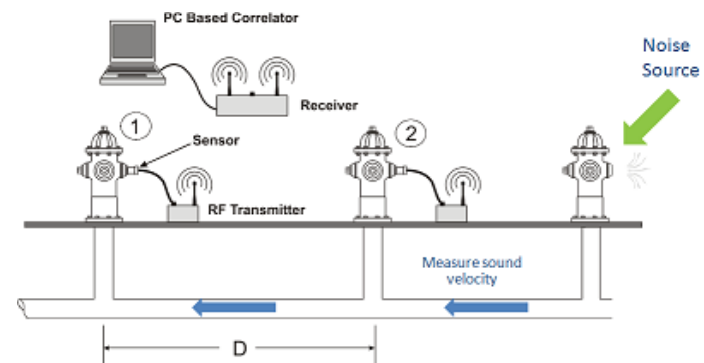 PC Based Correlator
Noise
Source
Receiver
1
2
Sensor
RF Transmitter
Measure sound
velocity
D